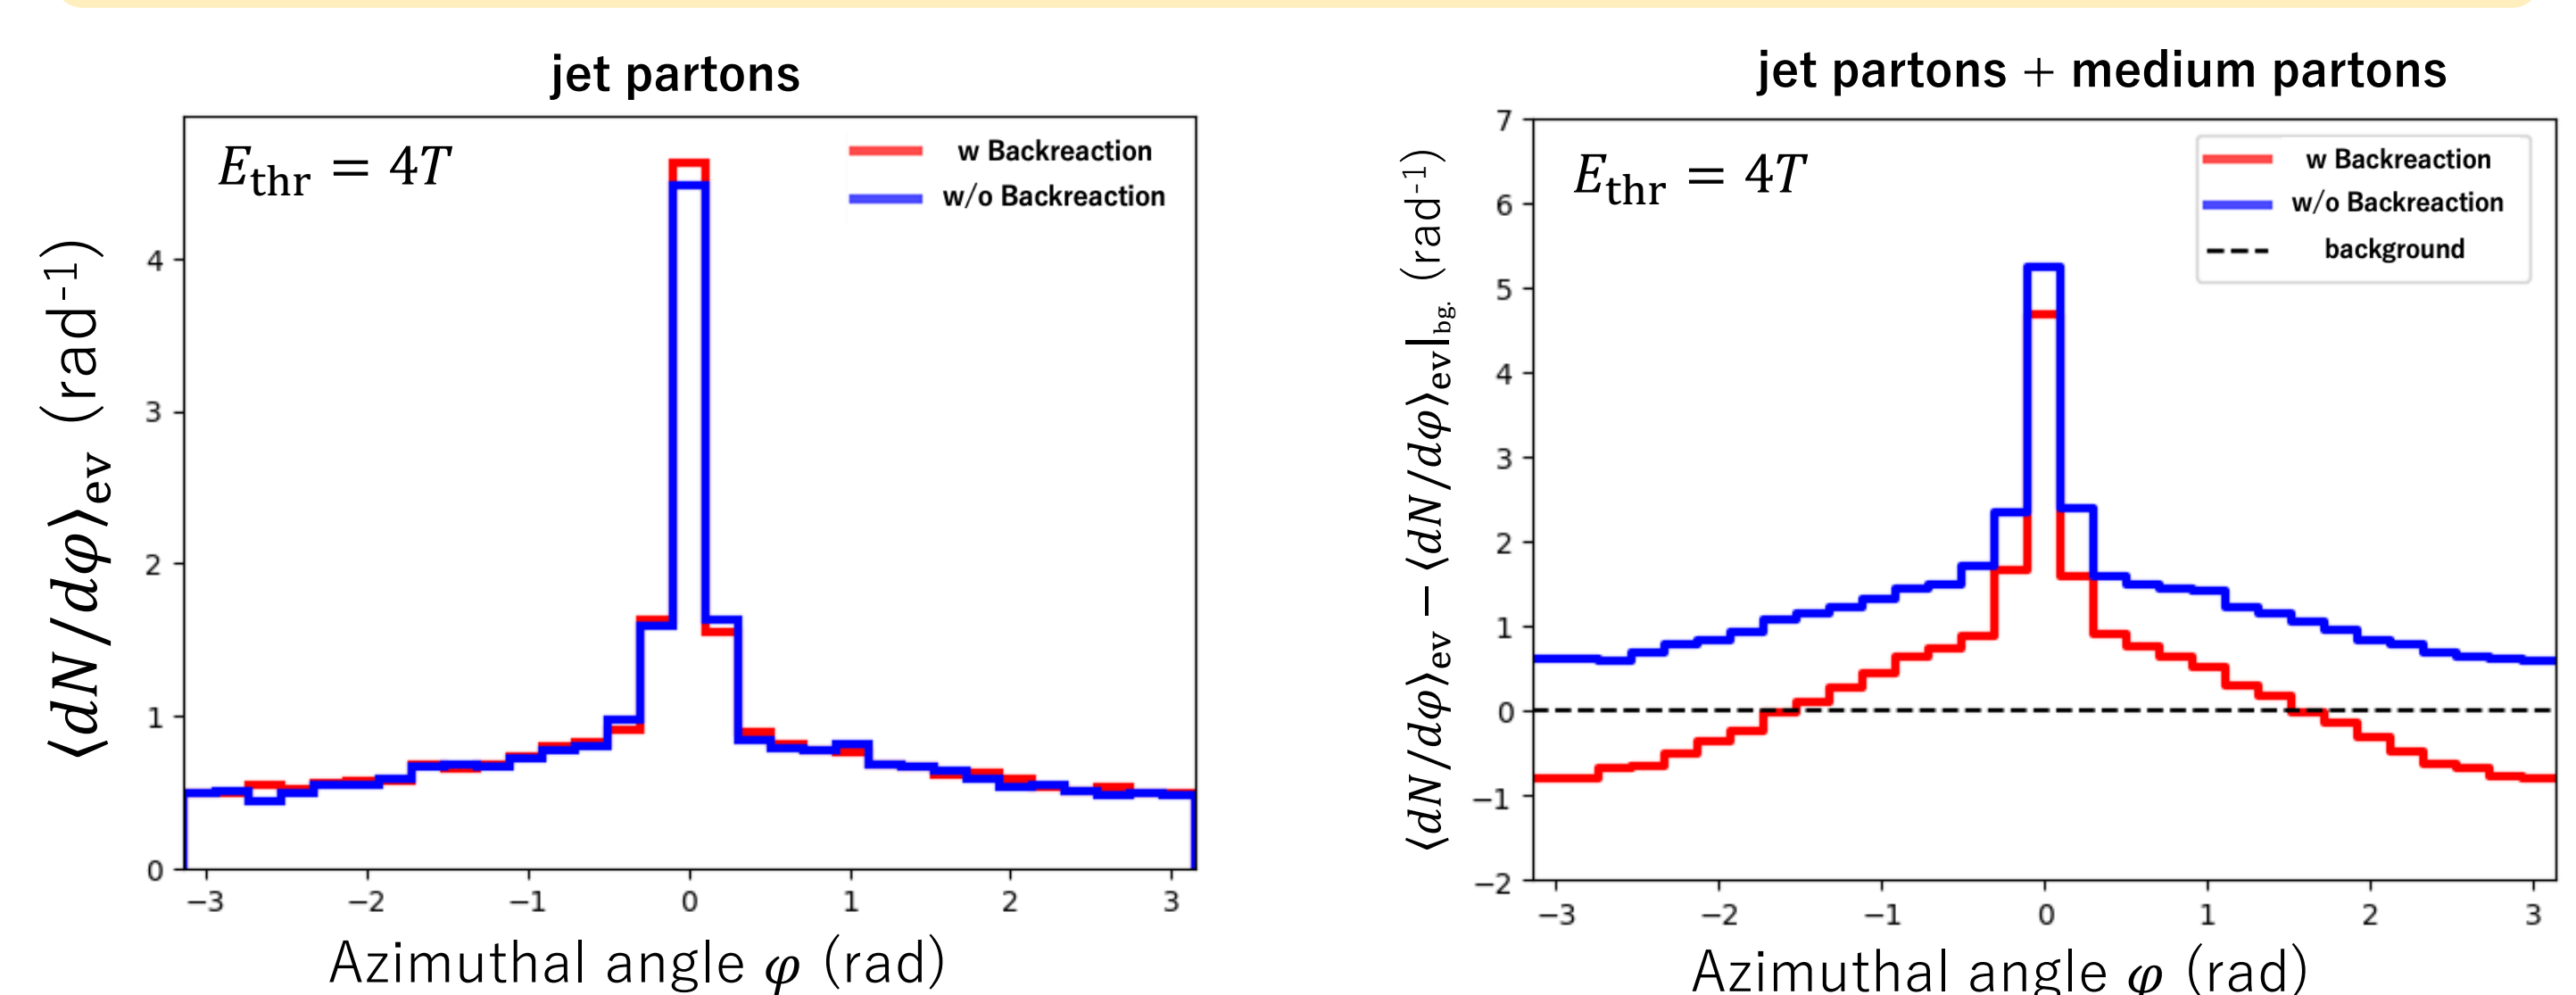 jet partons
E_thr = 4T
w Backreaction
w/o Backreaction
⟨dN/dφ⟩_ev (rad⁻¹)
4
3
2
1
0
−3 −2 −1 0 1 2 3
Azimuthal angle φ (rad)
jet partons + medium partons
E_thr = 4T
w Backreaction
w/o Backreaction
background
⟨dN/dφ⟩_ev − ⟨dN/dφ⟩_ev|_bg. (rad⁻¹)
7
6
5
4
3
2
1
0
−1
−2
−3 −2 −1 0 1 2 3
Azimuthal angle φ (rad)